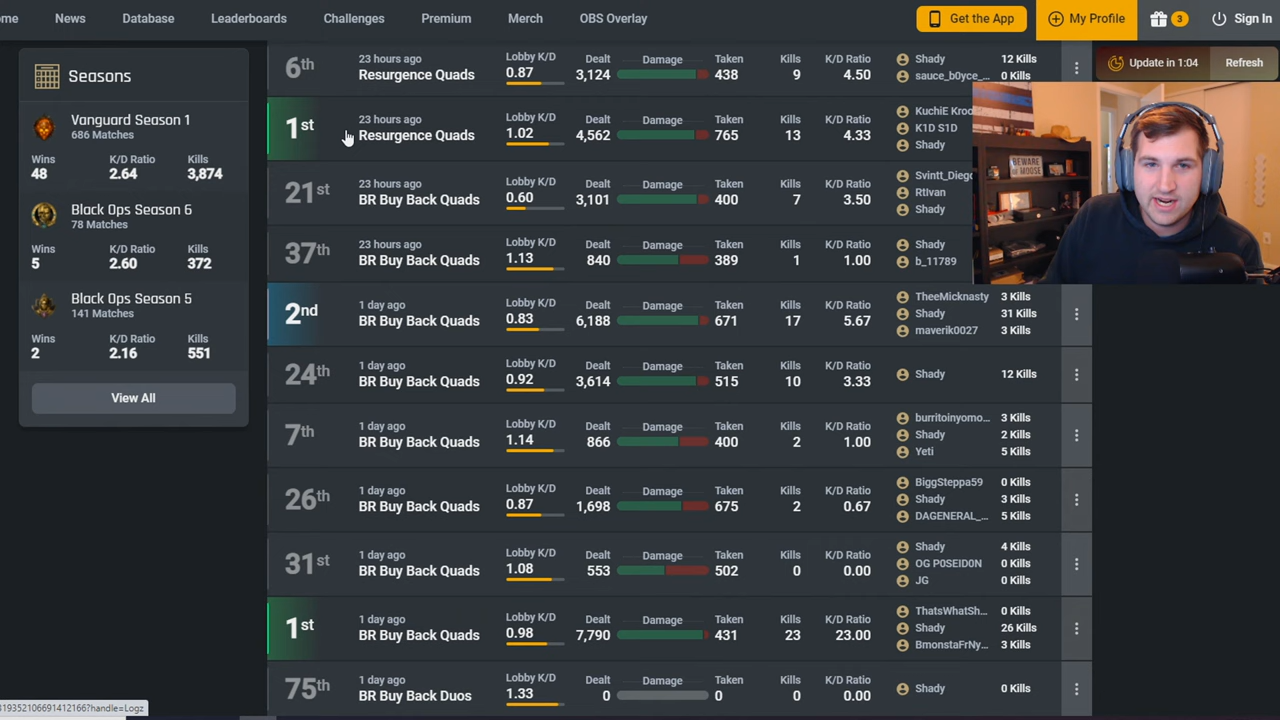 ome News Database Leaderboards Challenges Premium Merch OBS Overlay Get the App My Profile 3 Sign In
Update in 1:04 Refresh
Seasons
Vanguard Season 1
686 Matches
Wins K/D Ratio Kills
48 2.64 3,874
Black Ops Season 6
78 Matches
Wins K/D Ratio Kills
5 2.60 372
Black Ops Season 5
141 Matches
Wins K/D Ratio Kills
2 2.16 551
View All
6th 23 hours ago Lobby K/D Dealt Damage Taken Kills K/D Ratio Shady 12 Kills
Resurgence Quads 0.87 3,124 438 9 4.50 sauce_b0yce_... 0 Kills
1st 23 hours ago Lobby K/D Dealt Damage Taken Kills K/D Ratio KuchiE
Resurgence Quads 1.02 4,562 765 13 4.33 K1D S1D
Shady
21st 23 hours ago Lobby K/D Dealt Damage Taken Kills K/D Ratio Svintt_Diego
BR Buy Back Quads 0.60 3,101 400 7 3.50 Rtivan
Shady
37th 23 hours ago Lobby K/D Dealt Damage Taken Kills K/D Ratio Shady
BR Buy Back Quads 1.13 840 389 1 1.00 b_11789
2nd 1 day ago Lobby K/D Dealt Damage Taken Kills K/D Ratio TheeMicknasty 3 Kills
BR Buy Back Quads 0.83 6,188 671 17 5.67 Shady 31 Kills
maverik0027 3 Kills
24th 1 day ago Lobby K/D Dealt Damage Taken Kills K/D Ratio Shady 12 Kills
BR Buy Back Quads 0.92 3,614 515 10 3.33
7th 1 day ago Lobby K/D Dealt Damage Taken Kills K/D Ratio burritoinyomo... 3 Kills
BR Buy Back Quads 1.14 866 400 2 1.00 Shady 2 Kills
Yeti 5 Kills
26th 1 day ago Lobby K/D Dealt Damage Taken Kills K/D Ratio BiggSteppa59 0 Kills
BR Buy Back Quads 0.87 1,698 675 2 0.67 Shady 3 Kills
DAGENERAL_... 5 Kills
31st 1 day ago Lobby K/D Dealt Damage Taken Kills K/D Ratio Shady 4 Kills
BR Buy Back Quads 1.08 553 502 0 0.00 OG P0SEID0N 0 Kills
JG 0 Kills
1st 1 day ago Lobby K/D Dealt Damage Taken Kills K/D Ratio ThatsWhatSh... 0 Kills
BR Buy Back Quads 0.98 7,790 431 23 23.00 Shady 26 Kills
BmonstaFrNy... 3 Kills
75th 1 day ago Lobby K/D Dealt Damage Taken Kills K/D Ratio Shady 0 Kills
BR Buy Back Duos 1.33 0 0 0 0.00
BEWARE
OF MOOSE
819352106691412166?handle=Logz